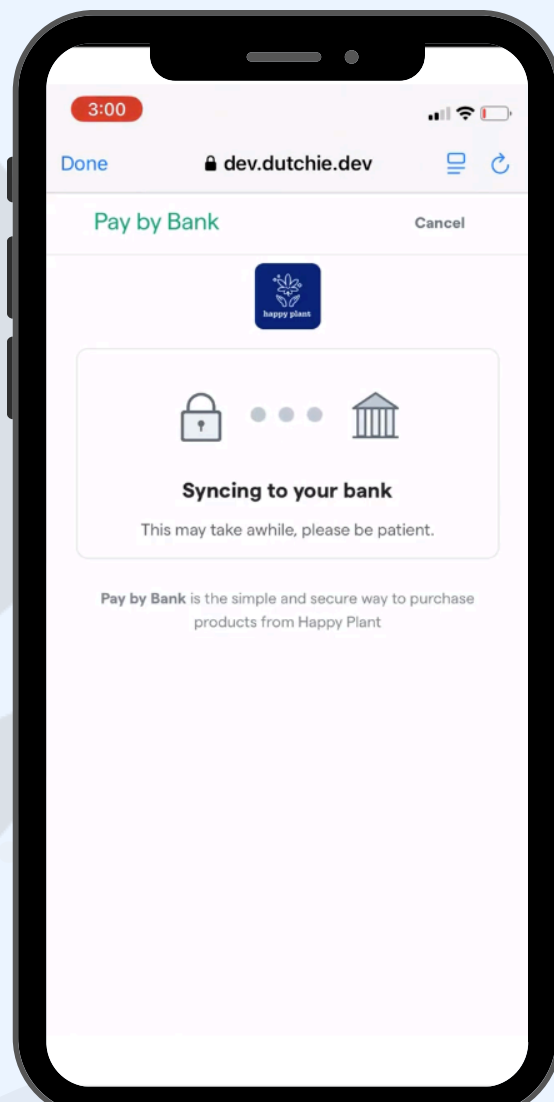 3:00
Done dev.dutchie.dev
Pay by Bank Cancel
happy plant
Syncing to your bank
This may take awhile, please be patient.
Pay by Bank is the simple and secure way to purchase
products from Happy Plant